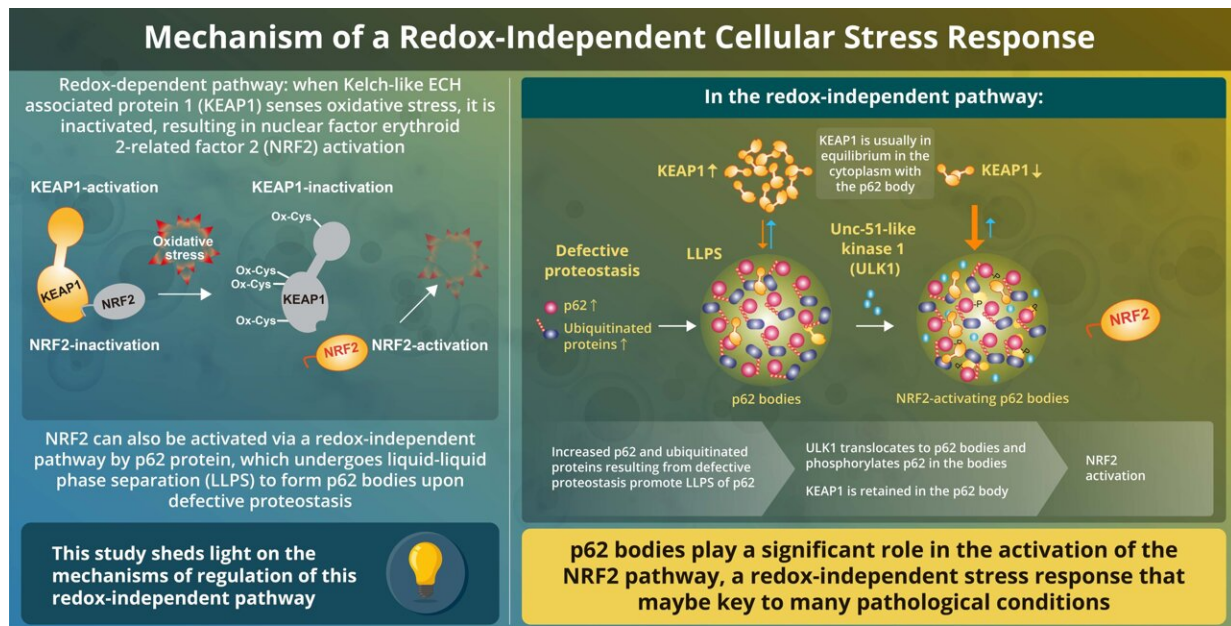 Mechanism of a Redox-Independent Cellular Stress Response
Redox-dependent pathway: when Kelch-like ECH
associated protein 1 (KEAP1) senses oxidative stress, it is
inactivated, resulting in nuclear factor erythroid
2-related factor 2 (NRF2) activation
KEAP1-activation
KEAP1-inactivation
Ox-Cys
Oxidative
stress
Ox-Cys
Ox-Cys
KEAP1
NRF2
KEAP1
Ox-Cys
NRF2-inactivation
NRF2
NRF2-activation
NRF2 can also be activated via a redox-independent
pathway by p62 protein, which undergoes liquid-liquid
phase separation (LLPS) to form p62 bodies upon
defective proteostasis
This study sheds light on the
mechanisms of regulation of this
redox-independent pathway
In the redox-independent pathway:
KEAP1↑
KEAP1 is usually in
equilibrium in the
cytoplasm with
the p62 body
KEAP1↓
Defective
proteostasis
LLPS
Unc-51-like
kinase 1
(ULK1)
p62 ↑
Ubiquitinated
proteins ↑
P
P
P
P
P
NRF2
p62 bodies
NRF2-activating p62 bodies
Increased p62 and ubiquitinated
proteins resulting from defective
proteostasis promote LLPS of p62
ULK1 translocates to p62 bodies and
phosphorylates p62 in the bodies
KEAP1 is retained in the p62 body
NRF2
activation
p62 bodies play a significant role in the activation of the
NRF2 pathway, a redox-independent stress response that
maybe key to many pathological conditions